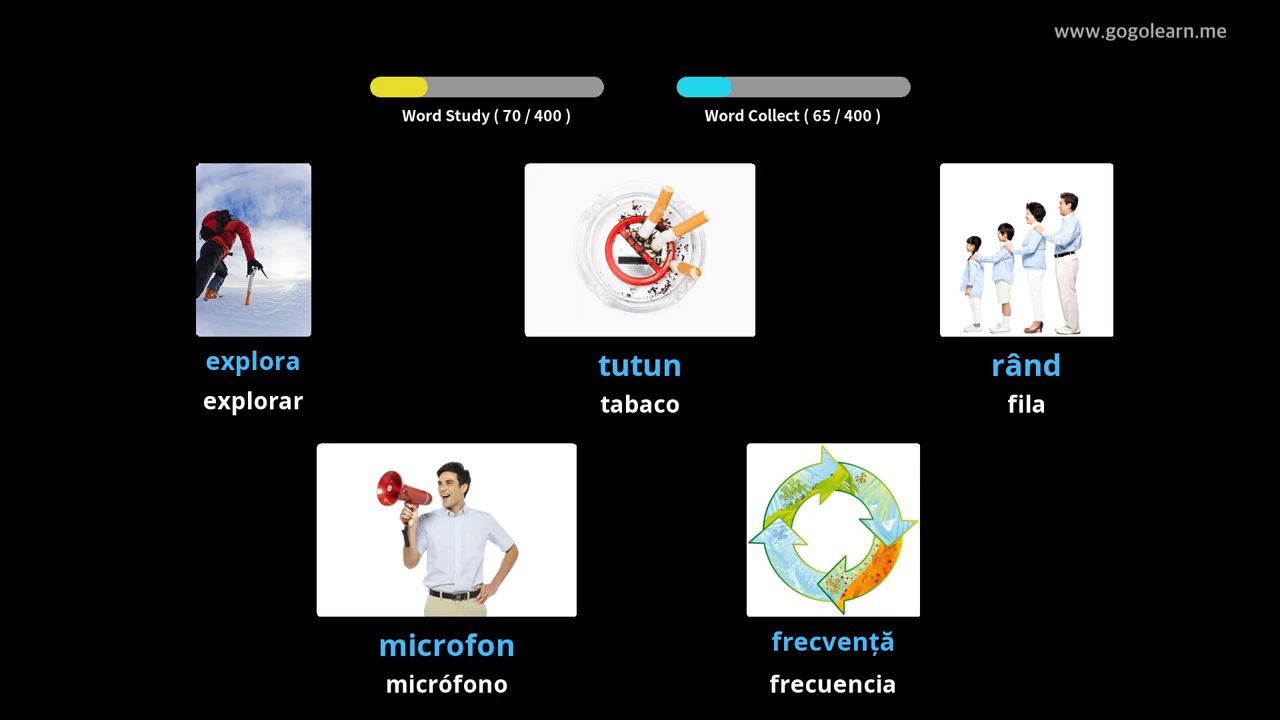 www.gogolearn.me
Word Study ( 70 / 400 )
Word Collect ( 65 / 400 )
explora
explorar
tutun
tabaco
rând
fila
microfon
micrófono
frecvență
frecuencia